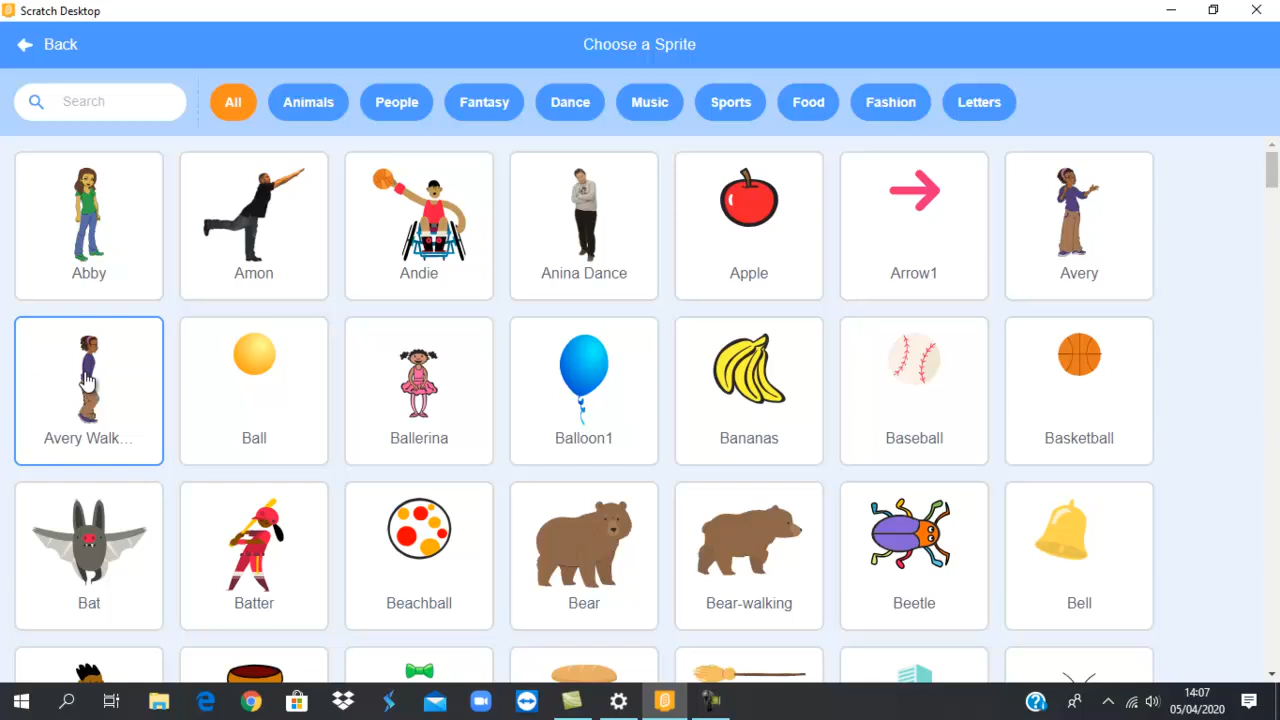 Scratch Desktop
Back
Choose a Sprite
Search
All
Animals
People
Fantasy
Dance
Music
Sports
Food
Fashion
Letters
Abby
Amon
Andie
Anina Dance
Apple
Arrow1
Avery
Avery Walk...
Ball
Ballerina
Balloon1
Bananas
Baseball
Basketball
Bat
Batter
Beachball
Bear
Bear-walking
Beetle
Bell
14:07
05/04/2020